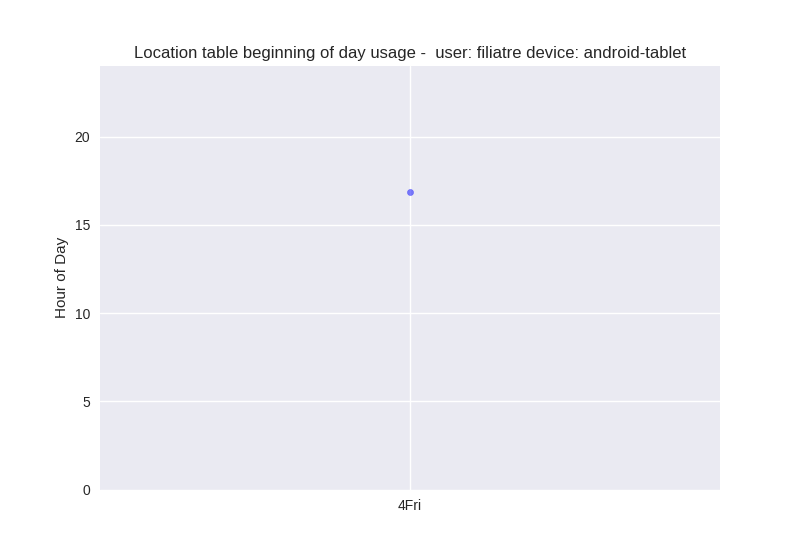 Location table beginning of day usage -  user: filiatre device: android-tablet
20
15
10
5
0
Hour of Day
4Fri